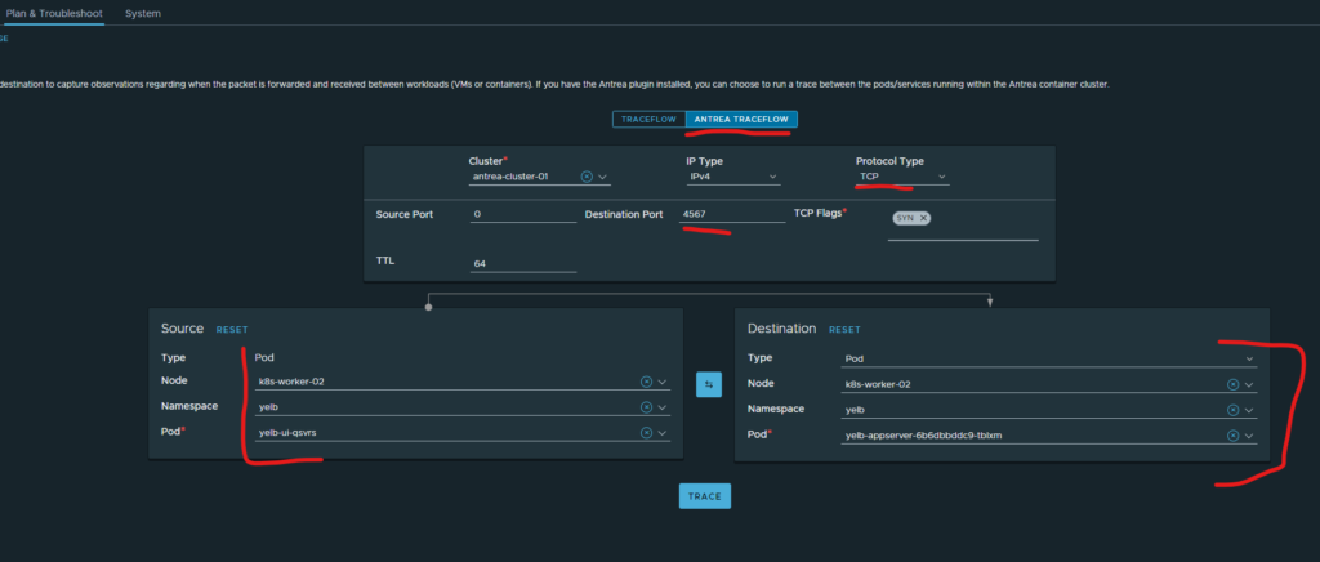 Plan & Troubleshoot System
SE
destination to capture observations regarding when the packet is forwarded and received between workloads (VMs or containers). If you have the Antrea plugin installed, you can choose to run a trace between the pods/services running within the Antrea container cluster.
TRACEFLOW ANTREA TRACEFLOW
Cluster* IP Type Protocol Type
antrea-cluster-01 IPv4 TCP
Source Port 0 Destination Port 4567 TCP Flags* SYN
TTL 64
Source RESET
Type Pod
Node k8s-worker-02
Namespace yelb
Pod* yelb-ui-qsvrs
Destination RESET
Type Pod
Node k8s-worker-02
Namespace yelb
Pod*
TRACE